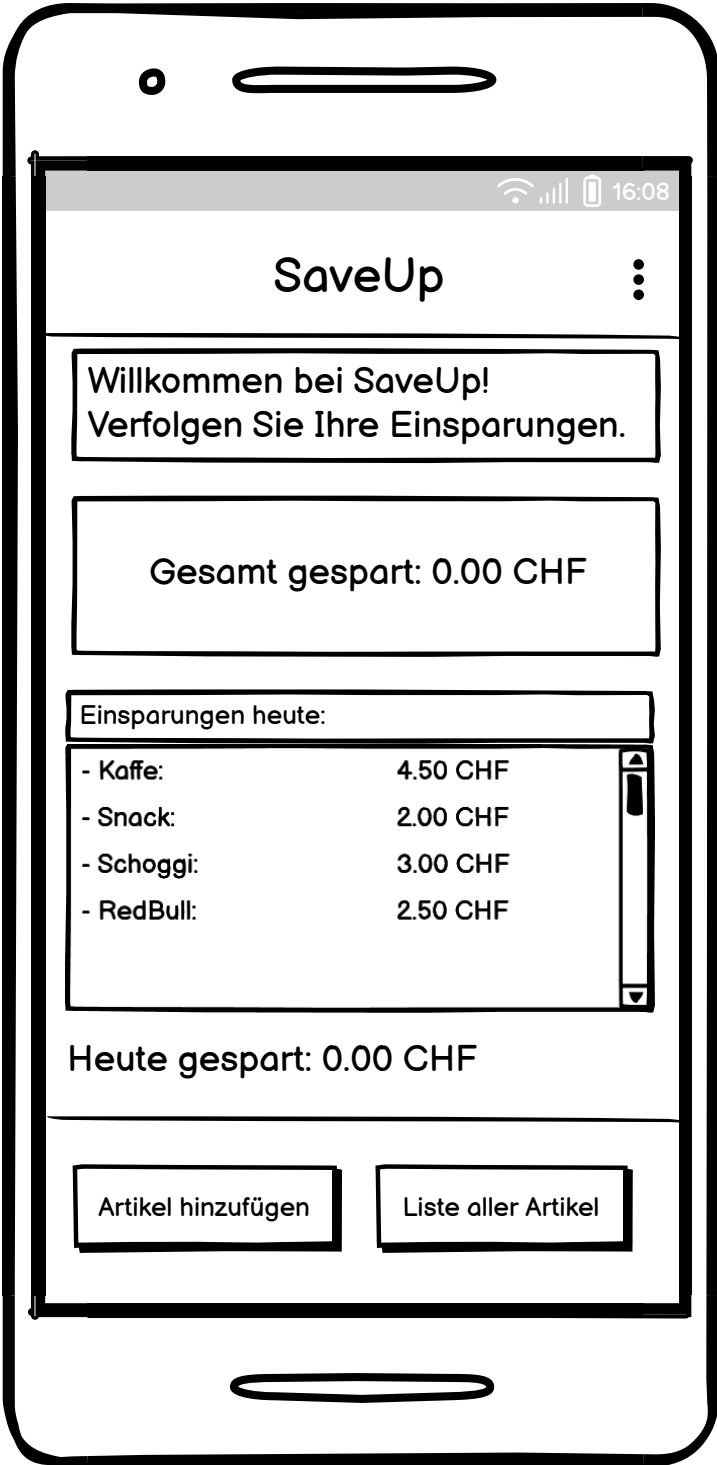 16:08
SaveUp
Willkommen bei SaveUp!
Verfolgen Sie Ihre Einsparungen.
Gesamt gespart: 0.00 CHF
Einsparungen heute:
- Kaffe: 4.50 CHF
- Snack: 2.00 CHF
- Schoggi: 3.00 CHF
- RedBull: 2.50 CHF
Heute gespart: 0.00 CHF
Artikel hinzufügen Liste aller Artikel